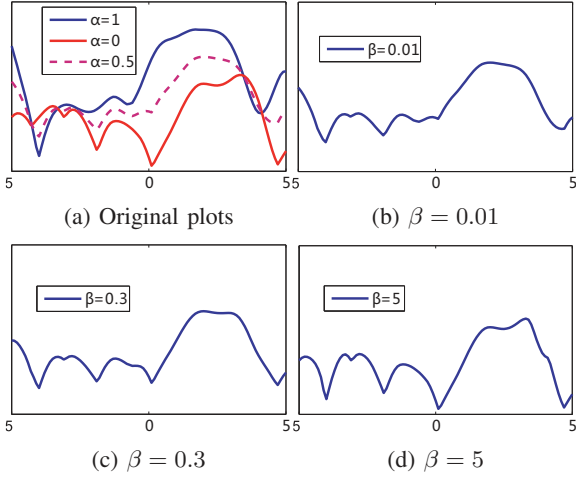 α=1
α=0
α=0.5
5 0 5
(a) Original plots
β=0.01
5 0 5
(b) β = 0.01
β=0.3
5 0 5
(c) β = 0.3
β=5
5 0 5
(d) β = 5